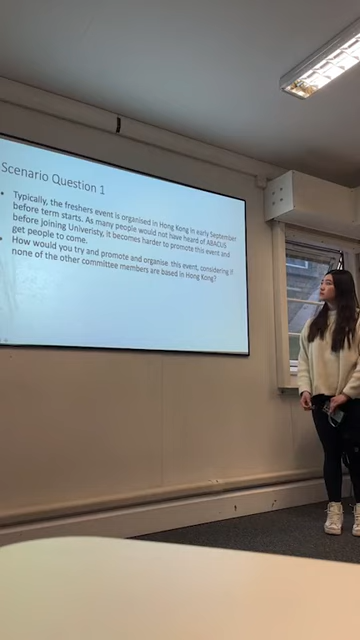 Scenario Question 1
• Typically, the freshers event is organised in Hong Kong in early September
before term starts. As many people would not have heard of ABACUS
before joining Univeristy, it becomes harder to promote this event and
get people to come.
• How would you try and promote and organise this event, considering if
none of the other committee members are based in Hong Kong?